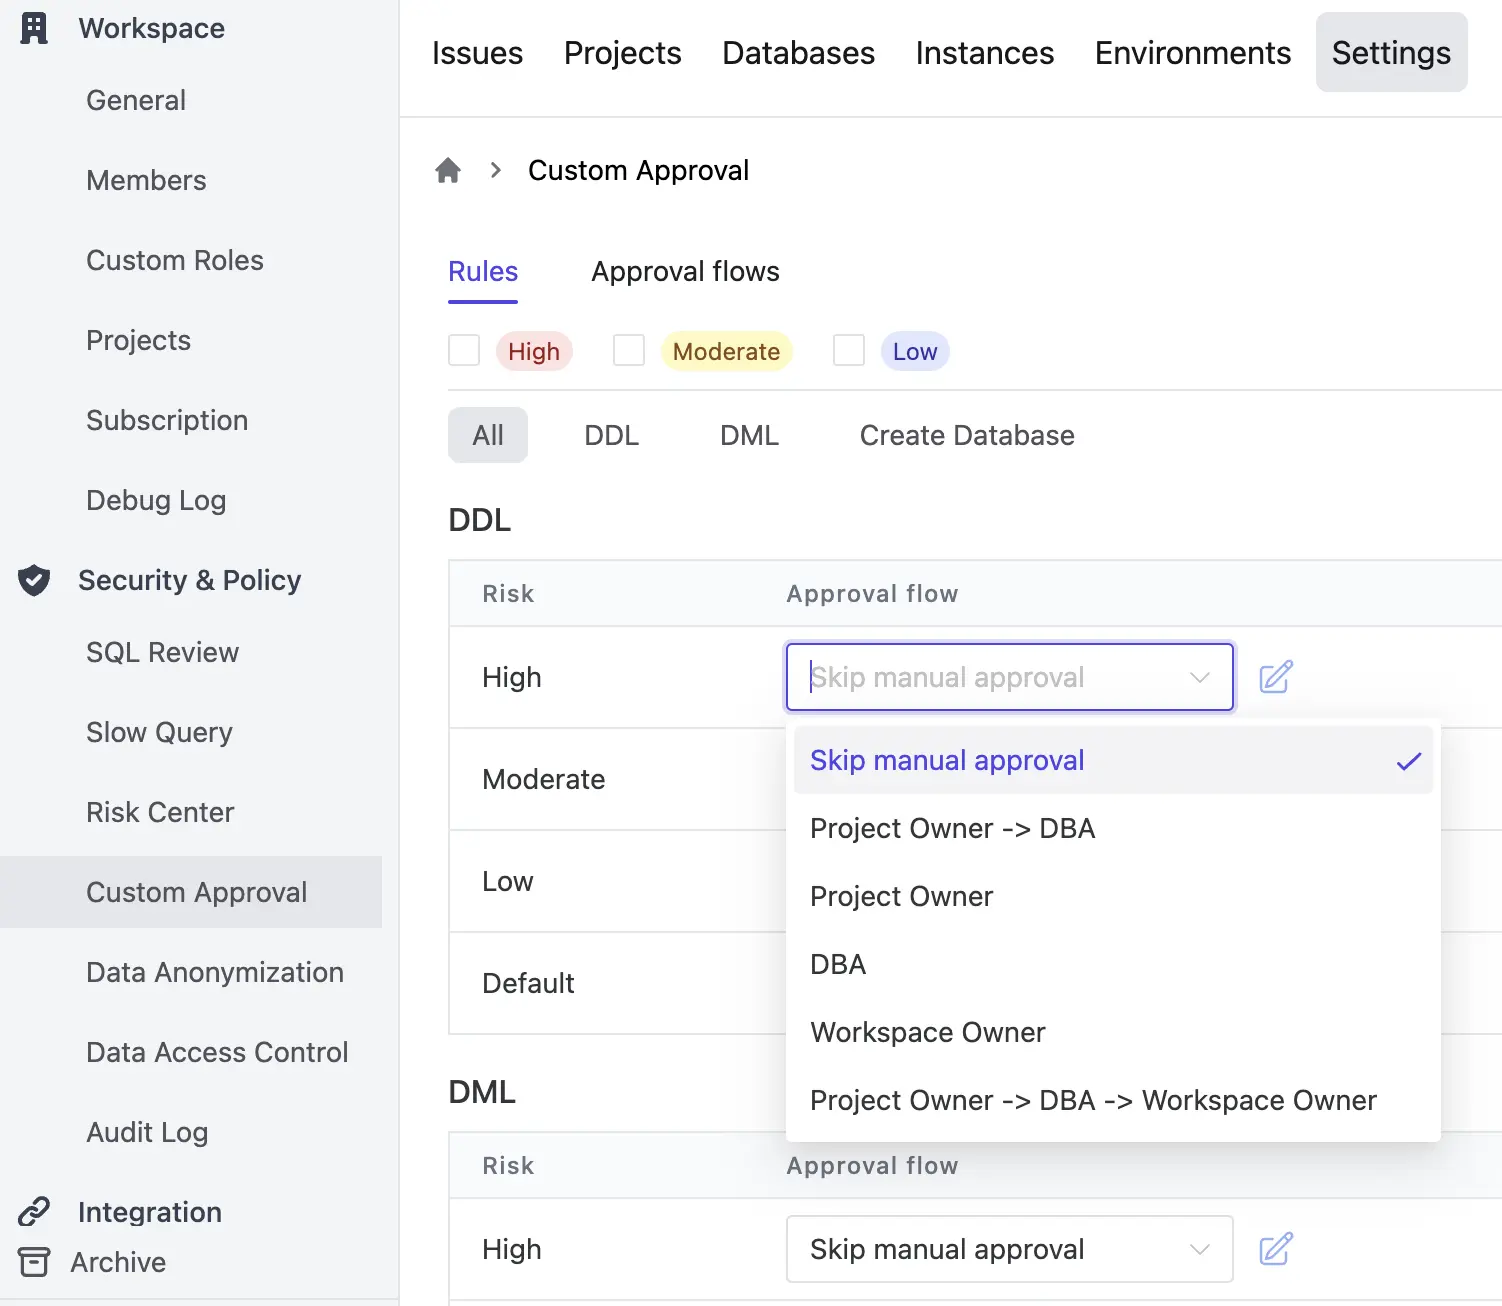 Workspace
General
Members
Custom Roles
Projects
Subscription
Debug Log
Security & Policy
SQL Review
Slow Query
Risk Center
Custom Approval
Data Anonymization
Data Access Control
Audit Log
Integration
Archive
Issues Projects Databases Instances Environments Settings
Custom Approval
Rules Approval flows
High Moderate Low
All DDL DML Create Database
DDL
Risk Approval flow
High Skip manual approval
Skip manual approval
Project Owner -> DBA
Project Owner
DBA
Workspace Owner
Project Owner -> DBA -> Workspace Owner
Moderate
Low
Default
DML
Risk Approval flow
High Skip manual approval